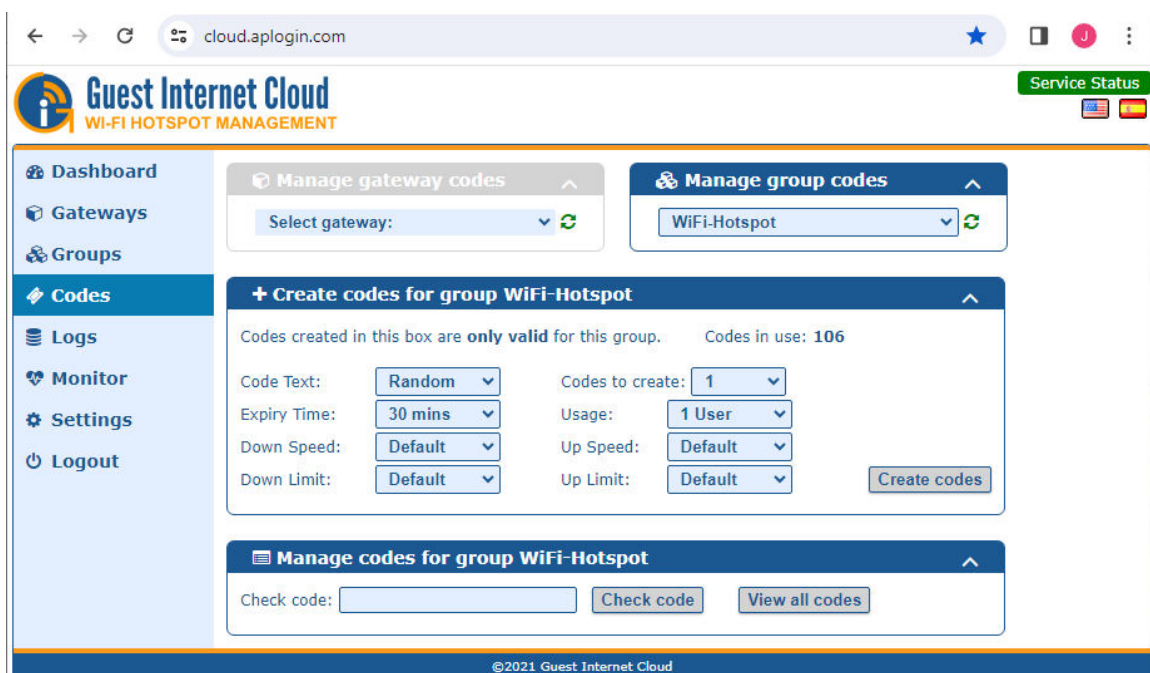 cloud.aplogin.com
J
Guest Internet Cloud
WI-FI HOTSPOT MANAGEMENT
Service Status
Dashboard
Gateways
Groups
Codes
Logs
Monitor
Settings
Logout
Manage gateway codes
Select gateway:
Manage group codes
WiFi-Hotspot
Create codes for group WiFi-Hotspot
Codes created in this box are only valid for this group. Codes in use: 106
Code Text: Random Codes to create: 1
Expiry Time: 30 mins Usage: 1 User
Down Speed: Default Up Speed: Default
Down Limit: Default Up Limit: Default Create codes
Manage codes for group WiFi-Hotspot
Check code: Check code View all codes
©2021 Guest Internet Cloud